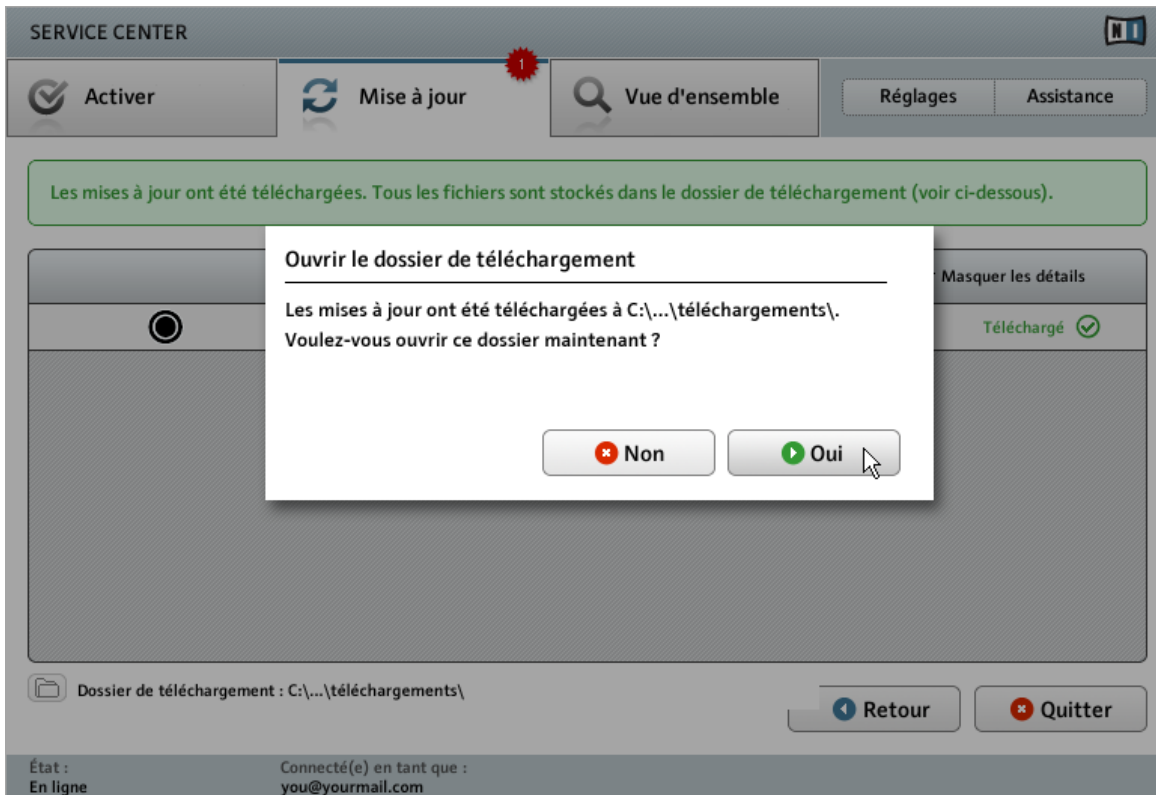 SERVICE CENTER
NI
Activer
Mise à jour
1
Vue d'ensemble
Réglages
Assistance
Les mises à jour ont été téléchargées. Tous les fichiers sont stockés dans le dossier de téléchargement (voir ci-dessous).
Masquer les détails
Téléchargé
Ouvrir le dossier de téléchargement
Les mises à jour ont été téléchargées à C:\...\téléchargements\.
Voulez-vous ouvrir ce dossier maintenant ?
Non
Oui
Dossier de téléchargement : C:\...\téléchargements\
Retour
Quitter
État :
En ligne
Connecté(e) en tant que :
you@yourmail.com